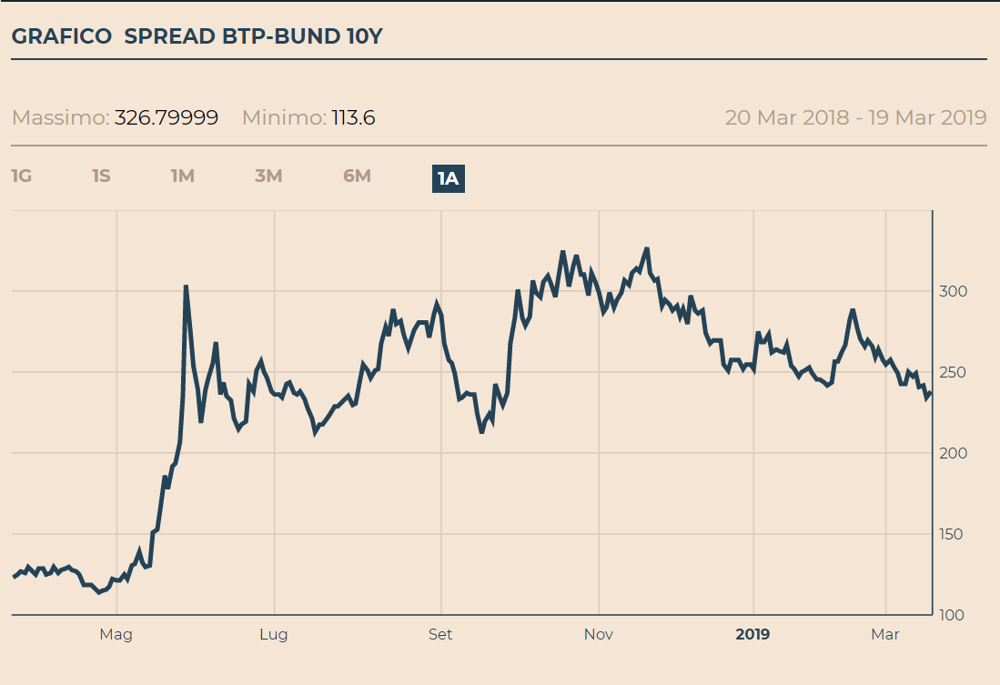 GRAFICO SPREAD BTP-BUND 10Y
Massimo: 326.79999 Minimo: 113.6 20 Mar 2018 - 19 Mar 2019
1G 1S 1M 3M 6M 1A
300
250
200
150
100
Mag Lug Set Nov 2019 Mar